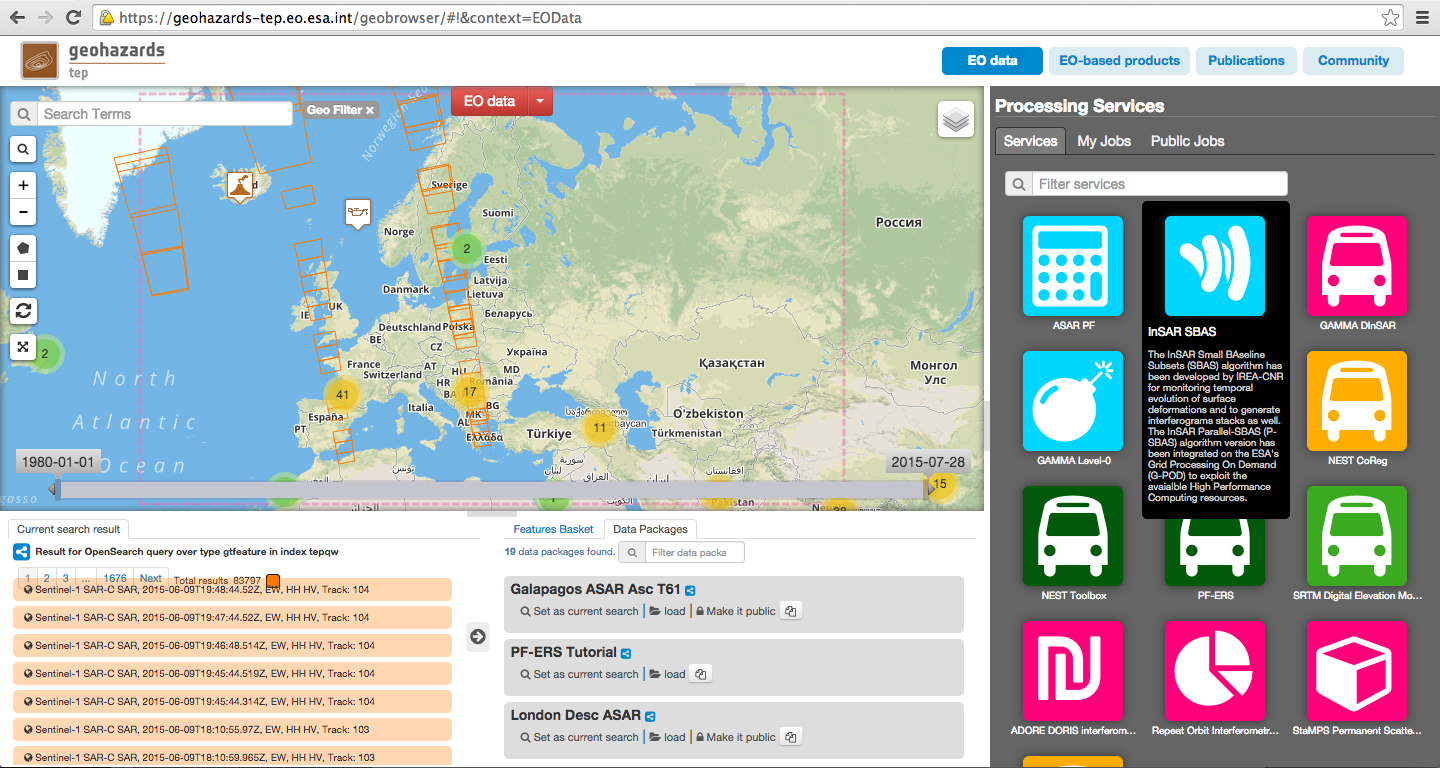 https://geohazards-tep.eo.esa.int/geobrowser/#!&context=EOData
geohazards
tep
EO data
EO-based products
Publications
Community
Search Terms
Geo Filter ×
EO data
Norwegian Sea
Sverige
Suomi
Norge
Россия
2
Eesti
Latvija
Lietuva
Danmark
UK
IE
Беларусь
Deutschland
Polska
BE
CZ
Україна
Қазақстан
France
AT
HU
MD
Switzerland
HR
România
Монгол
Улс
2
North
Atlantic
Ocean
41
17
Italia
BG
MK
AL
España
PT
Ελλάδα
Türkiye
11
O'zbekiston
Türkmenistan
تونس
سوريا
العراق
ایران
افغانستان
الكويت
Pakistan
1980-01-01
2015-07-28
15
Processing Services
Services
My Jobs
Public Jobs
Filter services
ASAR PF
InSAR SBAS
The InSAR Small BAseline
Subsets (SBAS) algorithm has
been developed by IREA-CNR
for monitoring temporal
evolution of surface
deformations and to generate
interferograms stacks as well.
The InSAR Parallel-SBAS (P-
SBAS) algorithm version has
been integrated on the ESA's
Grid Processing On Demand
(G-POD) to exploit the
avaialble High Performance
Computing resources.
GAMMA DInSAR
GAMMA Level-0
NEST CoReg
NEST Toolbox
PF-ERS
SRTM Digital Elevation Mo...
ADORE DORIS interferom...
Repeat Orbit Interferometr...
StaMPS Permanent Scatte...
Current search result
Result for OpenSearch query over type gtfeature in index tepqw
1 2 3 ... 1676 Next Total results 83797
Sentinel-1 SAR-C SAR, 2015-06-09T19:48:44.52Z, EW, HH HV, Track: 104
Sentinel-1 SAR-C SAR, 2015-06-09T19:47:44.52Z, EW, HH HV, Track: 104
Sentinel-1 SAR-C SAR, 2015-06-09T19:46:48.514Z, EW, HH HV, Track: 104
Sentinel-1 SAR-C SAR, 2015-06-09T19:45:44.519Z, EW, HH HV, Track: 104
Sentinel-1 SAR-C SAR, 2015-06-09T19:45:44.314Z, EW, HH HV, Track: 104
Sentinel-1 SAR-C SAR, 2015-06-09T18:10:55.97Z, EW, HH HV, Track: 103
Sentinel-1 SAR-C SAR, 2015-06-09T18:10:59.965Z, EW, HH HV, Track: 103
Features Basket
Data Packages
19 data packages found.
Filter data packa
Galapagos ASAR Asc T61
Set as current search | load | Make it public
PF-ERS Tutorial
Set as current search | load
London Desc ASAR
Set as current search | load | Make it public